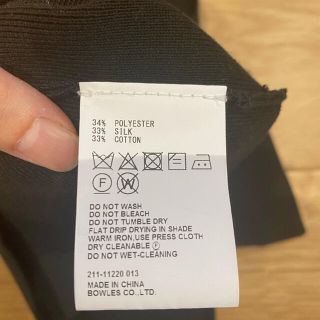 34% POLYESTER
33% SILK
33% COTTON
F W
DO NOT WASH
DO NOT BLEACH
DO NOT TUMBLE DRY
FLAT DRIP DRYING IN SHADE
WARM IRON,USE PRESS CLOTH
DRY CLEANABLE Ⓕ
DO NOT WET-CLEANING
211-11220 013
MADE IN CHINA
BOWLES CO.,LTD.